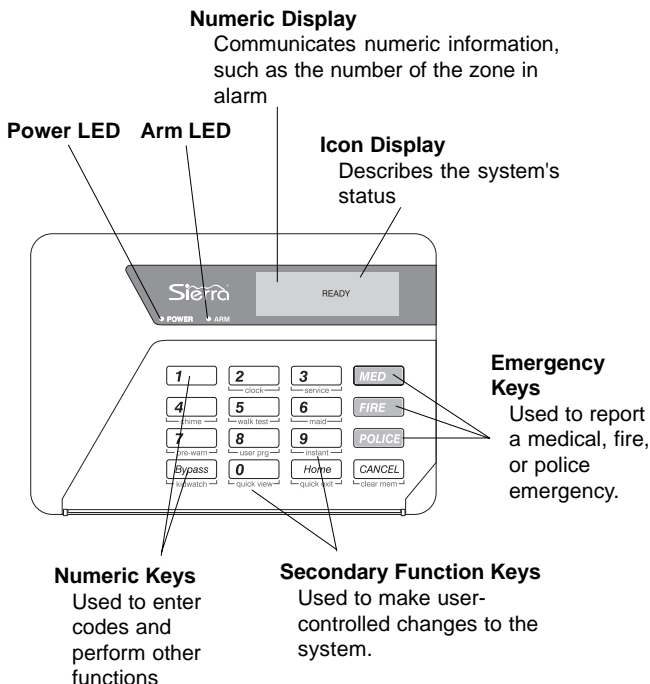 Numeric Display
Communicates numeric information,
such as the number of the zone in
alarm
Power LED
Arm LED
Icon Display
Describes the system's
status
Sierra
READY
POWER
ARM
1
2
3
MED
clock
service
4
5
6
FIRE
chime
walk test
maid
7
8
9
POLICE
pre-warn
user prg
instant
Bypass
0
Home
CANCEL
kidwatch
quick view
quick exit
clear mem
Emergency
Keys
Used to report
a medical, fire,
or police
emergency.
Numeric Keys
Used to enter
codes and
perform other
functions
Secondary Function Keys
Used to make user-
controlled changes to the
system.